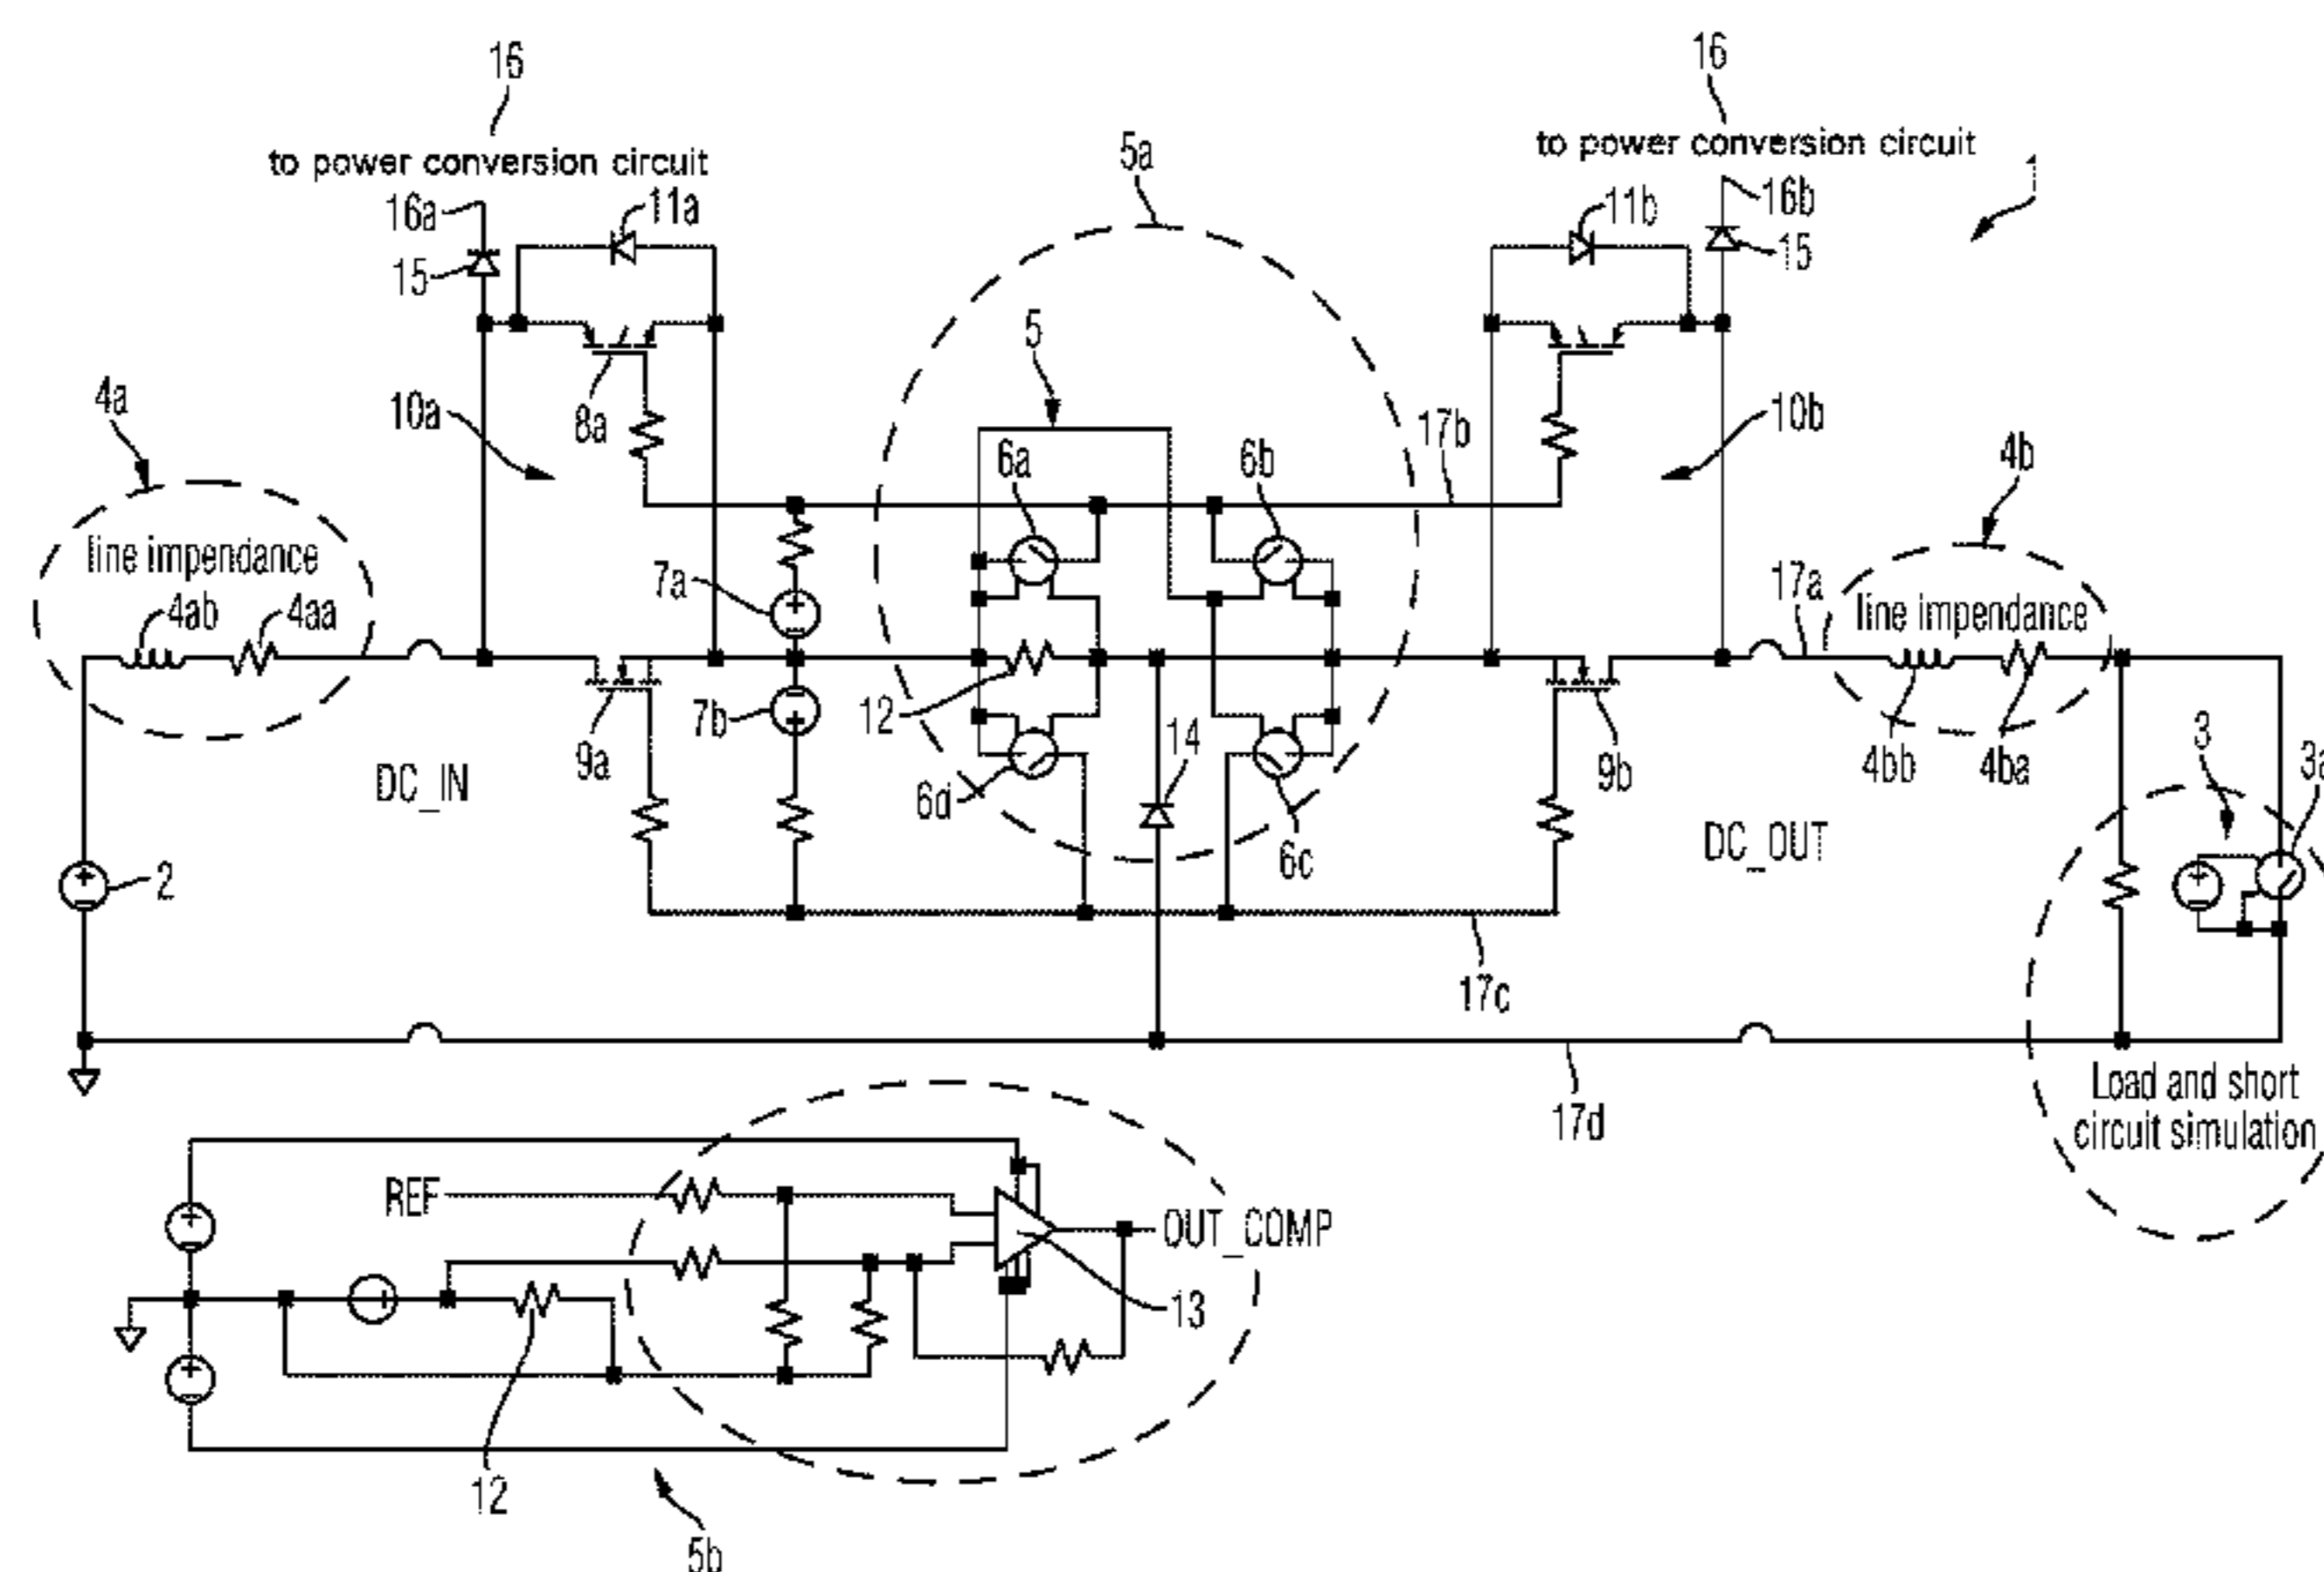 16
16
to power conversion circuit
to power conversion circuit
5a
1
16a
11a
11b
16b
15
15
5
4a
10a
8a
17b
10b
4b
6a
6b
line impendance
4ab
4aa
7a
17a
line impendance
12
7b
9a
14
9b
4bb
4ba
3
3a
DC_IN
6d
6c
DC_OUT
2
17c
Load and short
circuit simulation
17d
REF
OUT_COMP
13
12
5b